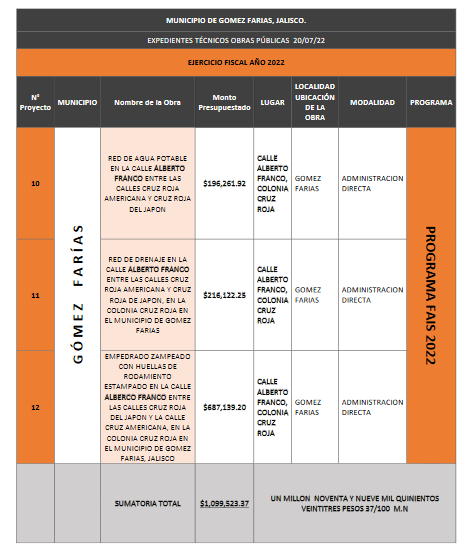 MUNICIPIO DE GOMEZ FARIAS, JALISCO.
EXPEDIENTES TÉCNICOS OBRAS PÚBLICAS 20/07/22
EJERCICIO FISCAL AÑO 2022
N°
Proyecto
MUNICIPIO
Nombre de la Obra
Monto
Presupuestado
LUGAR
LOCALIDAD
UBICACIÓN
DE LA
OBRA
MODALIDAD
PROGRAMA
GÓMEZ FARÍAS
10
RED DE AGUA POTABLE
EN LA CALLE ALBERTO
FRANCO ENTRE LAS
CALLES CRUZ ROJA
AMERICANA Y CRUZ ROJA
DEL JAPON
$196,261.92
CALLE
ALBERTO
FRANCO,
COLONIA
CRUZ
ROJA
GOMEZ
FARIAS
ADMINISTRACION
DIRECTA
11
RED DE DRENAJE EN LA
CALLE ALBERTO FRANCO
ENTRE LAS CALLES CRUZ
ROJA AMERICANA Y CRUZ
ROJA DE JAPON, EN LA
COLONIA CRUZ ROJA EN
EL MUNICIPIO DE GOMEZ
FARIAS
$216,122.25
CALLE
ALBERTO
FRANCO,
COLONIA
CRUZ
ROJA
GOMEZ
FARIAS
ADMINISTRACION
DIRECTA
12
EMPEDRADO ZAMPEADO
CON HUELLAS DE
RODAMIENTO
ESTAMPADO EN LA CALLE
ALBERCO FRANCO ENTRE
LAS CALLES CRUZ ROJA
DEL JAPON Y LA CALLE
CRUZ AMERICANA, EN LA
COLONIA CRUZ ROJA EN
EL MUNICIPIO DE GOMEZ
FARIAS, JALISCO
$687,139.20
CALLE
ALBERTO
FRANCO,
COLONIA
CRUZ
ROJA
GOMEZ
FARIAS
ADMINISTRACION
DIRECTA
PROGRAMA FAIS 2022
SUMATORIA TOTAL
$1,099,523.37
UN MILLON NOVENTA Y NUEVE MIL QUINIENTOS
VEINTITRES PESOS 37/100 M.N